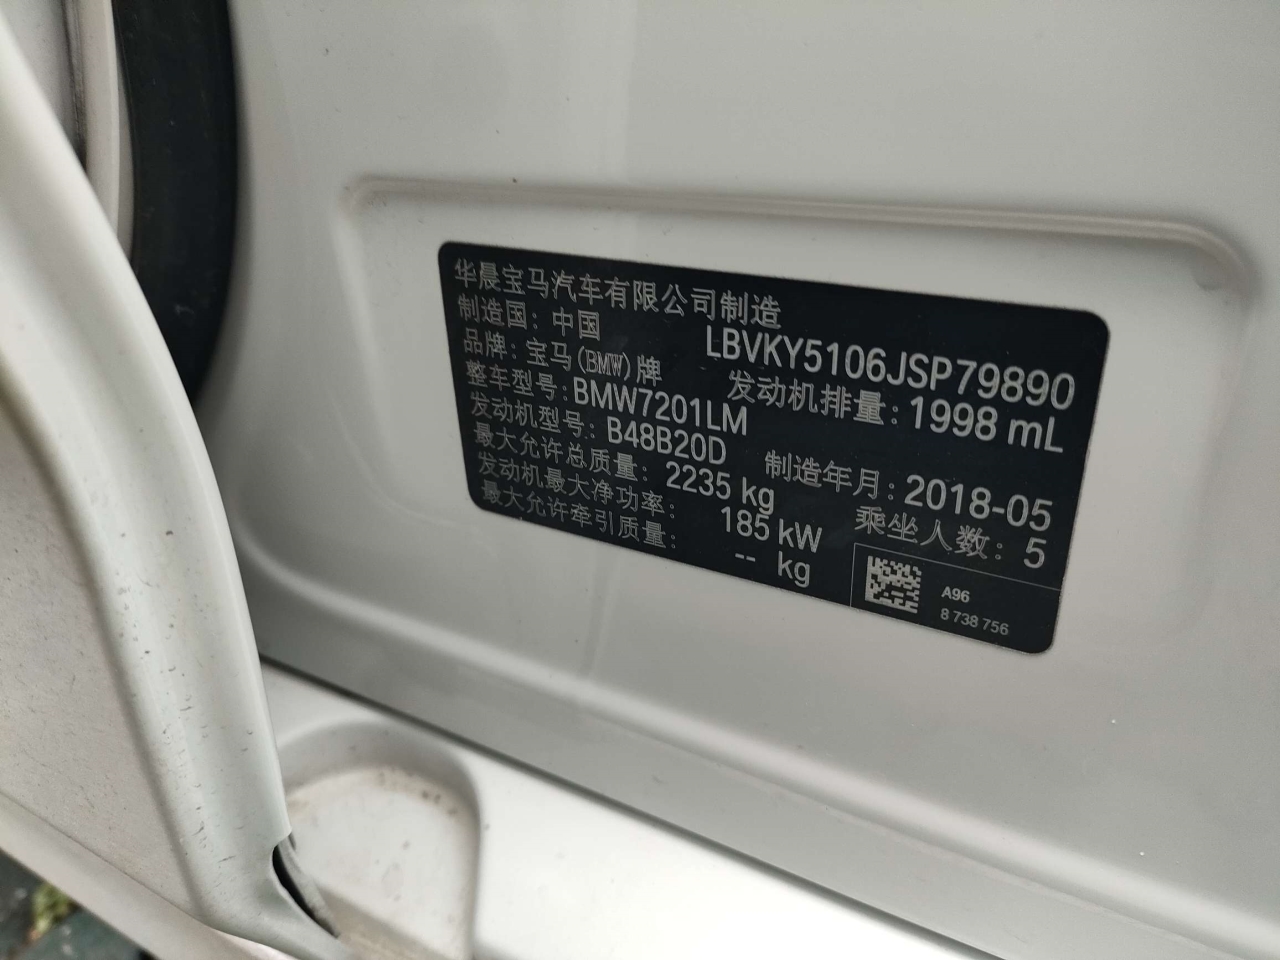 华晨宝马汽车有限公司制造
制造国：中国
LBVKY5106JSP79890
品牌：宝马(BMW)牌
发动机排量：1998 mL
整车型号：BMW7201LM
发动机型号：B48B20D
制造年月：2018-05
最大允许总质量：2235 kg
乘坐人数：5
发动机最大净功率：185 kW
最大允许牵引质量：-- kg
A96
8 738 756